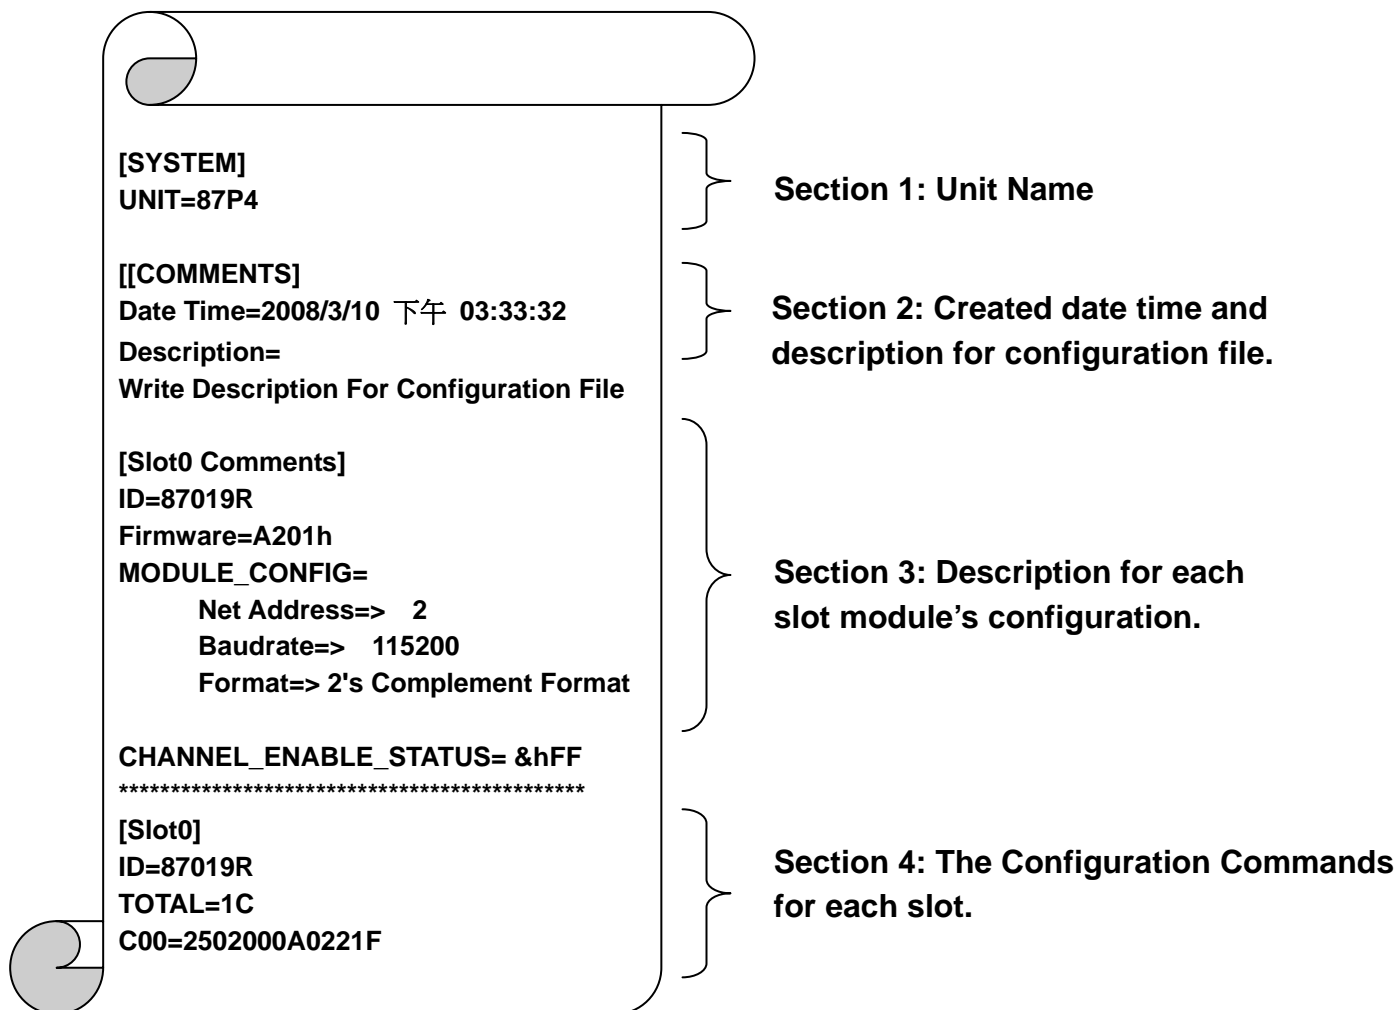 [SYSTEM]
UNIT=87P4
Section 1: Unit Name
[[COMMENTS]
Date Time=2008/3/10 下午 03:33:32
Description=
Write Description For Configuration File
Section 2: Created date time and
description for configuration file.
[Slot0 Comments]
ID=87019R
Firmware=A201h
MODULE_CONFIG=
Net Address=> 2
Baudrate=> 115200
Format=> 2's Complement Format
Section 3: Description for each
slot module’s configuration.
CHANNEL_ENABLE_STATUS= &hFF
*********************************************
[Slot0]
ID=87019R
TOTAL=1C
C00=2502000A0221F
Section 4: The Configuration Commands
for each slot.